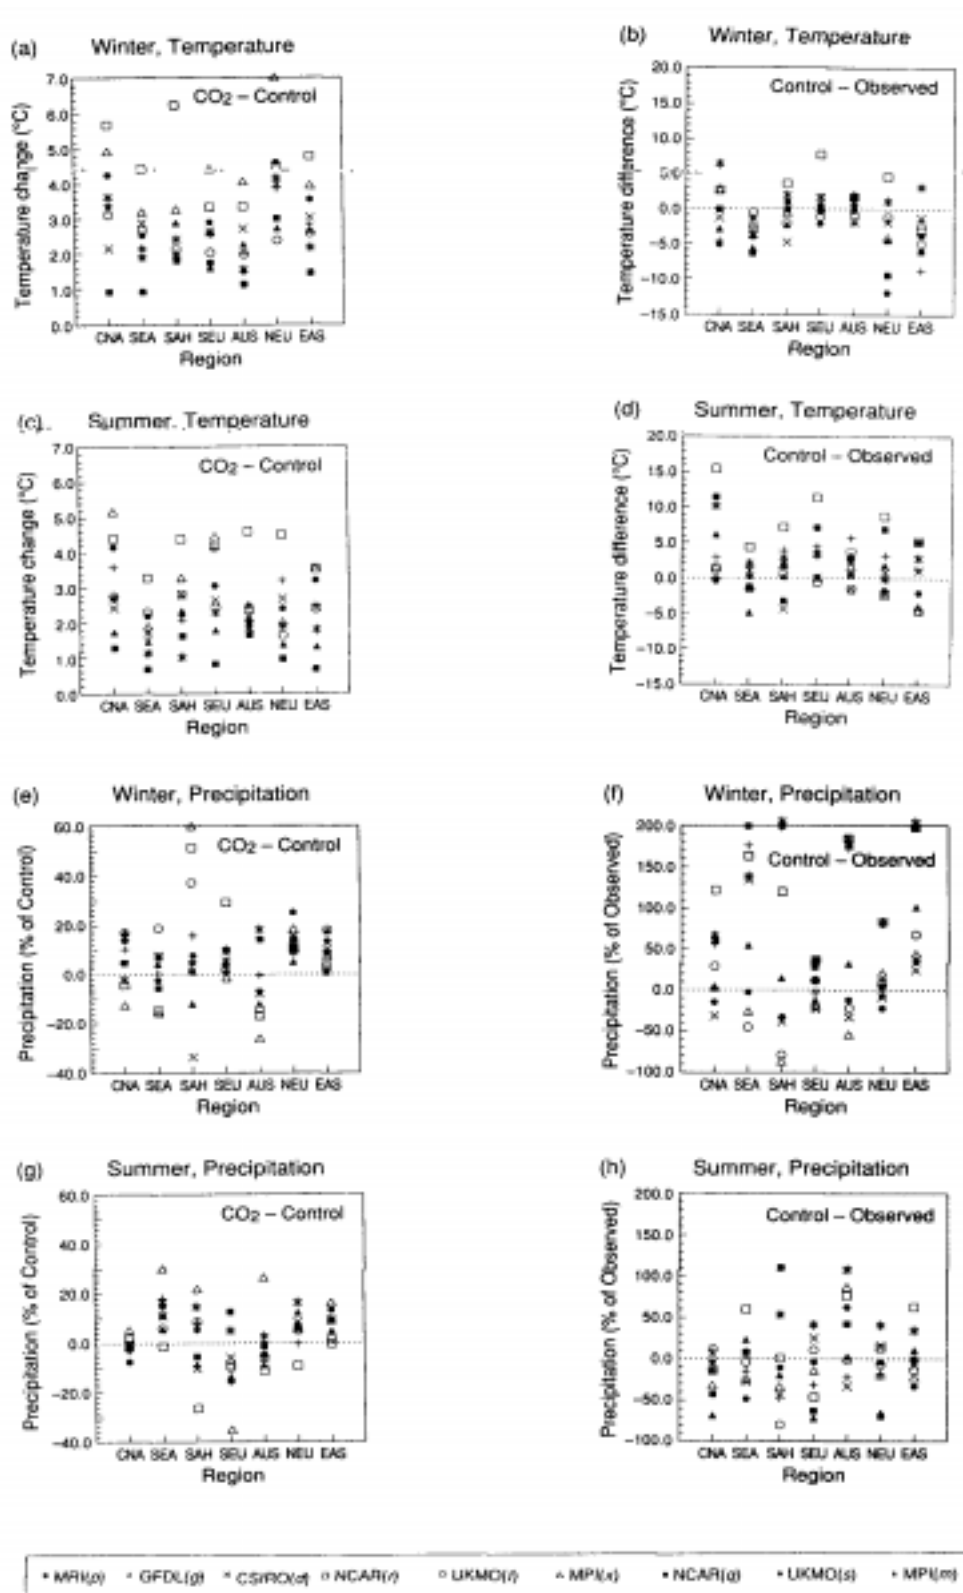 (a) Winter, Temperature
CO2 – Control
Temperature change (°C)
7.0
6.0
5.0
4.0
3.0
2.0
1.0
0.0
CNA SEA SAH SEU AUS NEU EAS
Region
(b) Winter, Temperature
Control – Observed
Temperature difference (°C)
20.0
15.0
10.0
5.0
0.0
−5.0
−10.0
−15.0
CNA SEA SAH SEU AUS NEU EAS
Region
(c) Summer, Temperature
CO2 – Control
Temperature change (°C)
7.0
6.0
5.0
4.0
3.0
2.0
1.0
0.0
CNA SEA SAH SEU AUS NEU EAS
Region
(d) Summer, Temperature
Control – Observed
Temperature difference (°C)
20.0
15.0
10.0
5.0
0.0
−5.0
−10.0
−15.0
CNA SEA SAH SEU AUS NEU EAS
Region
(e) Winter, Precipitation
CO2 – Control
Precipitation (% of Control)
60.0
40.0
20.0
0.0
−20.0
−40.0
CNA SEA SAH SEU AUS NEU EAS
Region
(f) Winter, Precipitation
Control – Observed
Precipitation (% of Observed)
200.0
150.0
100.0
50.0
0.0
−50.0
−100.0
CNA SEA SAH SEU AUS NEU EAS
Region
(g) Summer, Precipitation
CO2 – Control
Precipitation (% of Control)
60.0
40.0
20.0
0.0
−20.0
−40.0
CNA SEA SAH SEU AUS NEU EAS
Region
(h) Summer, Precipitation
Control – Observed
Precipitation (% of Observed)
200.0
150.0
100.0
50.0
0.0
−50.0
−100.0
CNA SEA SAH SEU AUS NEU EAS
Region
MRI(p) GFDL(g) CSIRO(d) NCAR(r) UKMO(l) MPI(x) NCAR(q) UKMO(s) MPI(m)